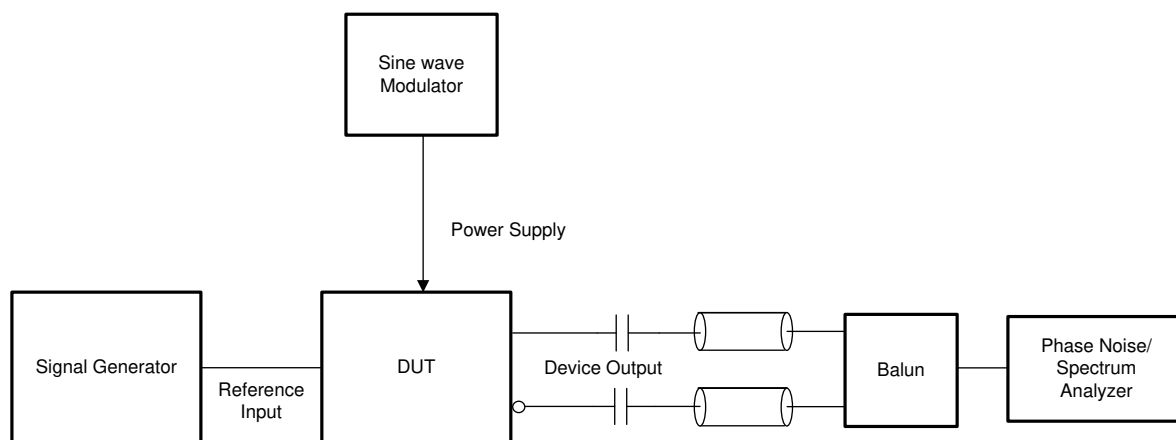 Sine wave
Modulator
Power Supply
Signal Generator
Reference
Input
DUT
Device Output
Balun
Phase Noise/
Spectrum
Analyzer